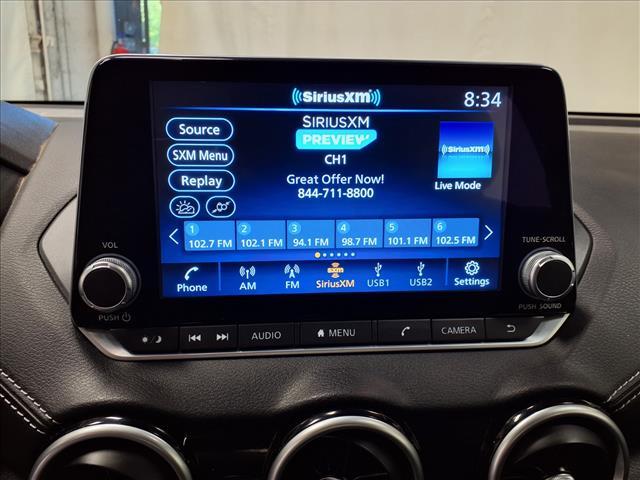 ((SiriusXM))
8:34
Source
SIRIUSXM
PREVIEW
CH1
SXM Menu
Great Offer Now!
844-711-8800
Replay
((SiriusXM))
Live Mode
1 2 3 4 5 6
102.7 FM 102.1 FM 94.1 FM 98.7 FM 101.1 FM 102.5 FM
Phone AM FM SXM SiriusXM USB1 USB2 Settings
VOL
PUSH
TUNE-SCROLL
PUSH SOUND
AUDIO MENU CAMERA